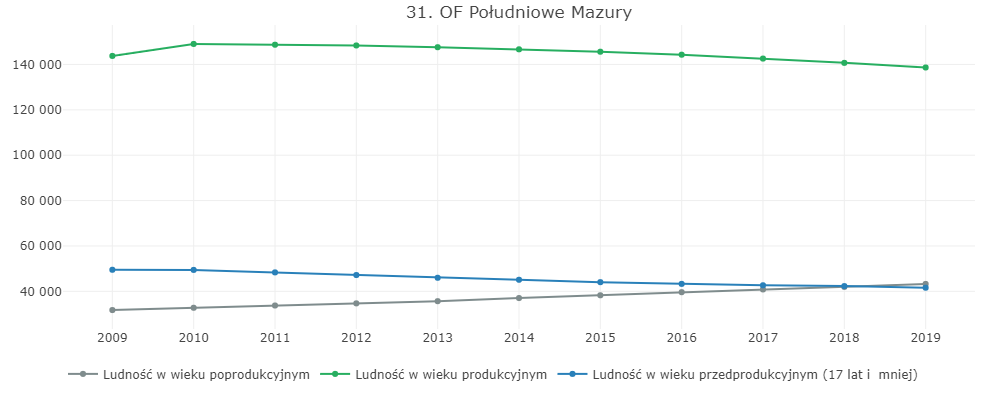 31. OF Południowe Mazury
140 000
120 000
100 000
80 000
60 000
40 000
2009 2010 2011 2012 2013 2014 2015 2016 2017 2018 2019
Ludność w wieku poprodukcyjnym Ludność w wieku produkcyjnym Ludność w wieku przedprodukcyjnym (17 lat i  mniej)